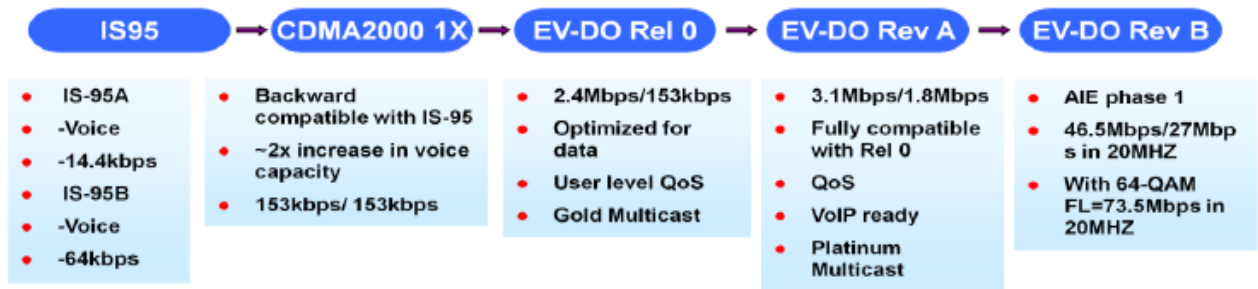 IS95
CDMA2000 1X
EV-DO Rel 0
EV-DO Rev A
EV-DO Rev B
IS-95A
-Voice
-14.4kbps
IS-95B
-Voice
-64kbps
Backward
compatible with IS-95
~2x increase in voice
capacity
153kbps/ 153kbps
2.4Mbps/153kbps
Optimized for
data
User level QoS
Gold Multicast
3.1Mbps/1.8Mbps
Fully compatible
with Rel 0
QoS
VoIP ready
Platinum
Multicast
AIE phase 1
46.5Mbps/27Mbp
s in 20MHZ
With 64-QAM
FL=73.5Mbps in
20MHZ